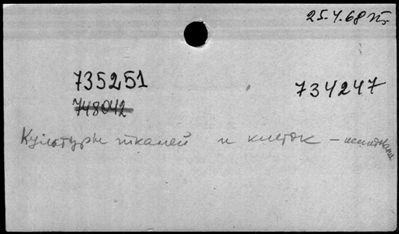 25.4.68 г.
735251
734247
748042
Культуры тканей и клеток –